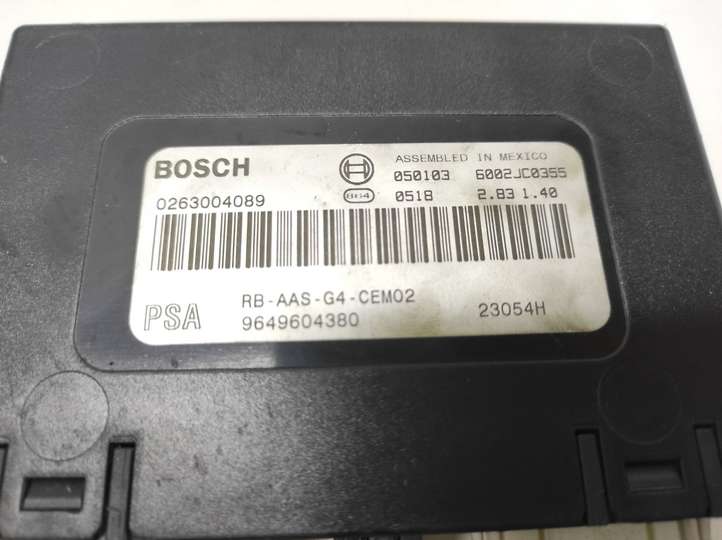 ASSEMBLED IN MEXICO
BOSCH 050103 6002JC0355
0263004089 864 0518 2.83 1.40
RB-AAS-G4-CEM02
PSA 9649604380 23054H